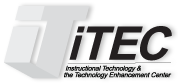 iTEC
Instructional Technology &
the Technology Enhancement Center